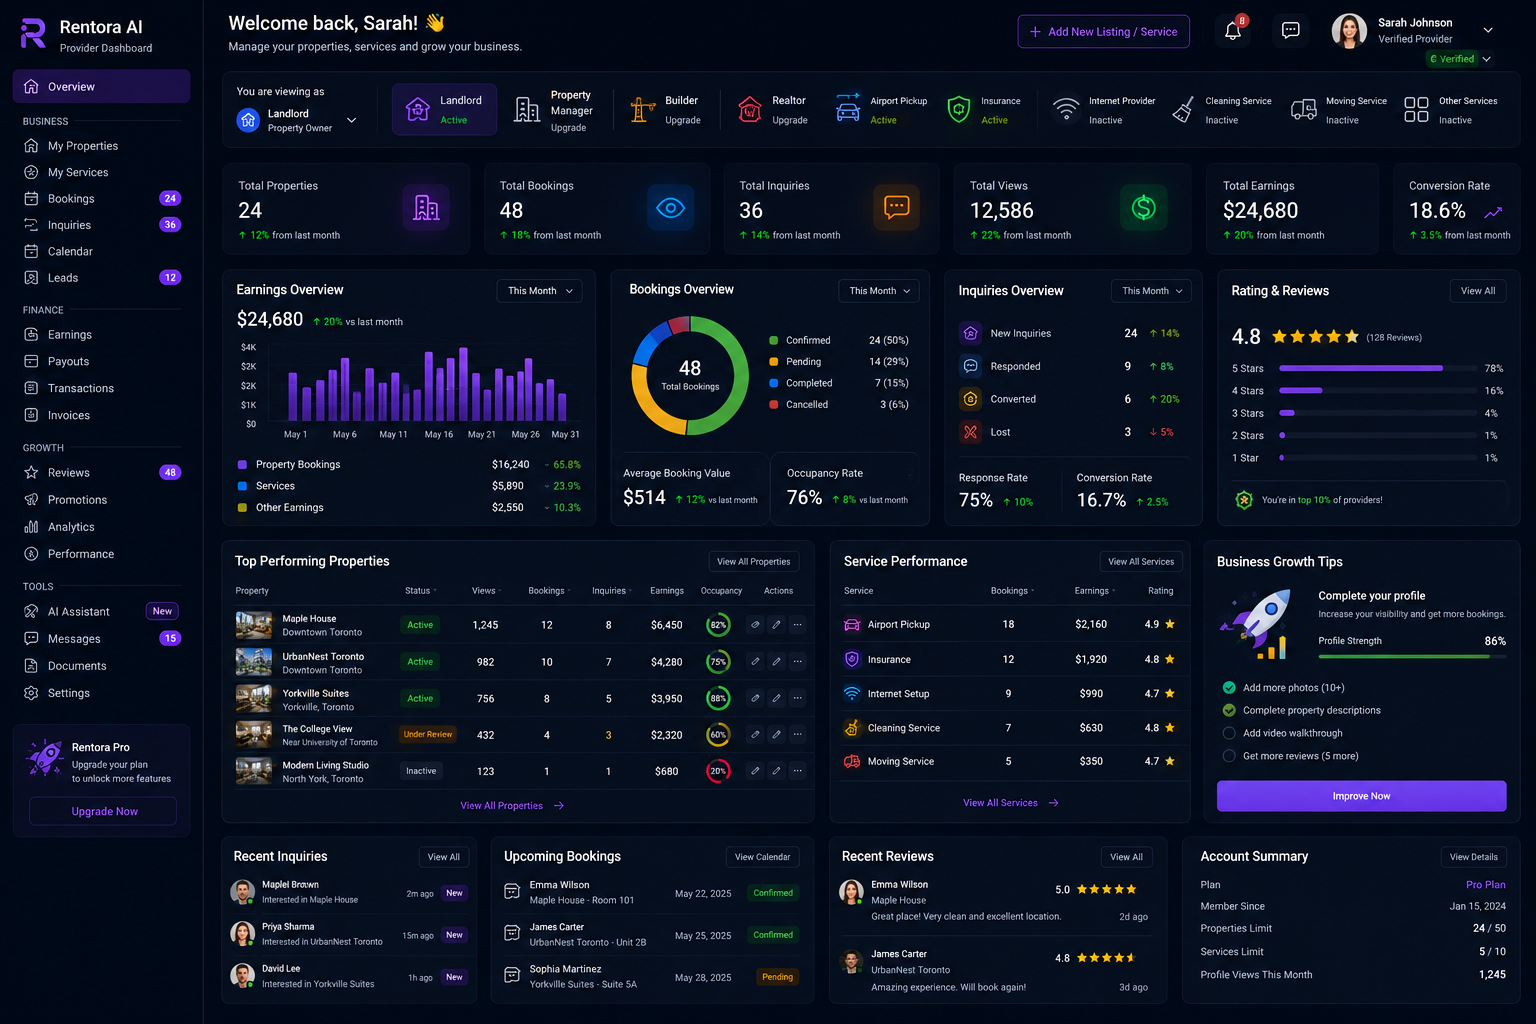 Rentora AI
Provider Dashboard
Overview
BUSINESS
My Properties
My Services
Bookings 24
Inquiries 36
Calendar
Leads 12
FINANCE
Earnings
Payouts
Transactions
Invoices
GROWTH
Reviews 48
Promotions
Analytics
Performance
TOOLS
AI Assistant New
Messages 15
Documents
Settings
Rentora Pro
Upgrade your plan
to unlock more features
Upgrade Now
Welcome back, Sarah! 👋
Manage your properties, services and grow your business.
+ Add New Listing / Service
8
Sarah Johnson
Verified Provider
Verified
You are viewing as
Landlord
Property Owner
Landlord
Active
Property
Manager
Upgrade
Builder
Upgrade
Realtor
Upgrade
Airport Pickup
Active
Insurance
Active
Internet Provider
Inactive
Cleaning Service
Inactive
Moving Service
Inactive
Other Services
Inactive
Total Properties
24
↑ 12% from last month
Total Bookings
48
↑ 18% from last month
Total Inquiries
36
↑ 14% from last month
Total Views
12,586
↑ 22% from last month
Total Earnings
$24,680
↑ 20% from last month
Conversion Rate
18.6%
↑ 3.5% from last month
Earnings Overview
This Month
$24,680 ↑ 20% vs last month
$4K
$2K
$2K
$1K
$0
May 1 May 6 May 11 May 16 May 21 May 26 May 31
Property Bookings $16,240 - 65.8%
Services $5,890 - 23.9%
Other Earnings $2,550 - 10.3%
Bookings Overview
This Month
48
Total Bookings
Confirmed 24 (50%)
Pending 14 (29%)
Completed 7 (15%)
Cancelled 3 (6%)
Average Booking Value
$514 ↑ 12% vs last month
Occupancy Rate
76% ↑ 8% vs last month
Inquiries Overview
This Month
New Inquiries 24 ↑ 14%
Responded 9 ↑ 8%
Converted 6 ↑ 20%
Lost 3 ↓ 5%
Response Rate
75% ↑ 10%
Conversion Rate
16.7% ↑ 2.5%
Rating & Reviews
View All
4.8 (128 Reviews)
5 Stars 78%
4 Stars 16%
3 Stars 4%
2 Stars 1%
1 Star 1%
You're in top 10% of providers!
Top Performing Properties
View All Properties
Property Status Views Bookings Inquiries Earnings Occupancy Actions
Maple House
Downtown Toronto
Active 1,245 12 8 $6,450 82%
UrbanNest Toronto
Downtown Toronto
Active 982 10 7 $4,280 75%
Yorkville Suites
Yorkville, Toronto
Active 756 8 5 $3,950 88%
The College View
Near University of Toronto
Under Review 432 4 3 $2,320 60%
Modern Living Studio
North York, Toronto
Inactive 123 1 1 $680 20%
View All Properties →
Service Performance
View All Services
Service Bookings Earnings Rating
Airport Pickup 18 $2,160 4.9
Insurance 12 $1,920 4.8
Internet Setup 9 $990 4.7
Cleaning Service 7 $630 4.8
Moving Service 5 $350 4.7
View All Services →
Business Growth Tips
Complete your profile
Increase your visibility and get more bookings.
Profile Strength 86%
Add more photos (10+)
Complete property descriptions
Add video walkthrough
Get more reviews (5 more)
Improve Now
Recent Inquiries
View All
Maplel Brown
Interested in Maple House
2m ago New
Priya Sharma
Interested in UrbanNest Toronto
15m ago New
David Lee
Interested in Yorkville Suites
1h ago New
Upcoming Bookings
View Calendar
Emma Wilson
Maple House - Room 101
May 22, 2025 Confirmed
James Carter
UrbanNest Toronto - Unit 2B
May 25, 2025 Confirmed
Sophia Martinez
Yorkville Suites - Suite 5A
May 28, 2025 Pending
Recent Reviews
View All
Emma Wilson
Maple House
5.0
Great place! Very clean and excellent location.
2d ago
James Carter
UrbanNest Toronto
4.8
Amazing experience. Will book again!
3d ago
Account Summary
View Details
Plan Pro Plan
Member Since Jan 15, 2024
Properties Limit 24 / 50
Services Limit 5 / 10
Profile Views This Month 1,245